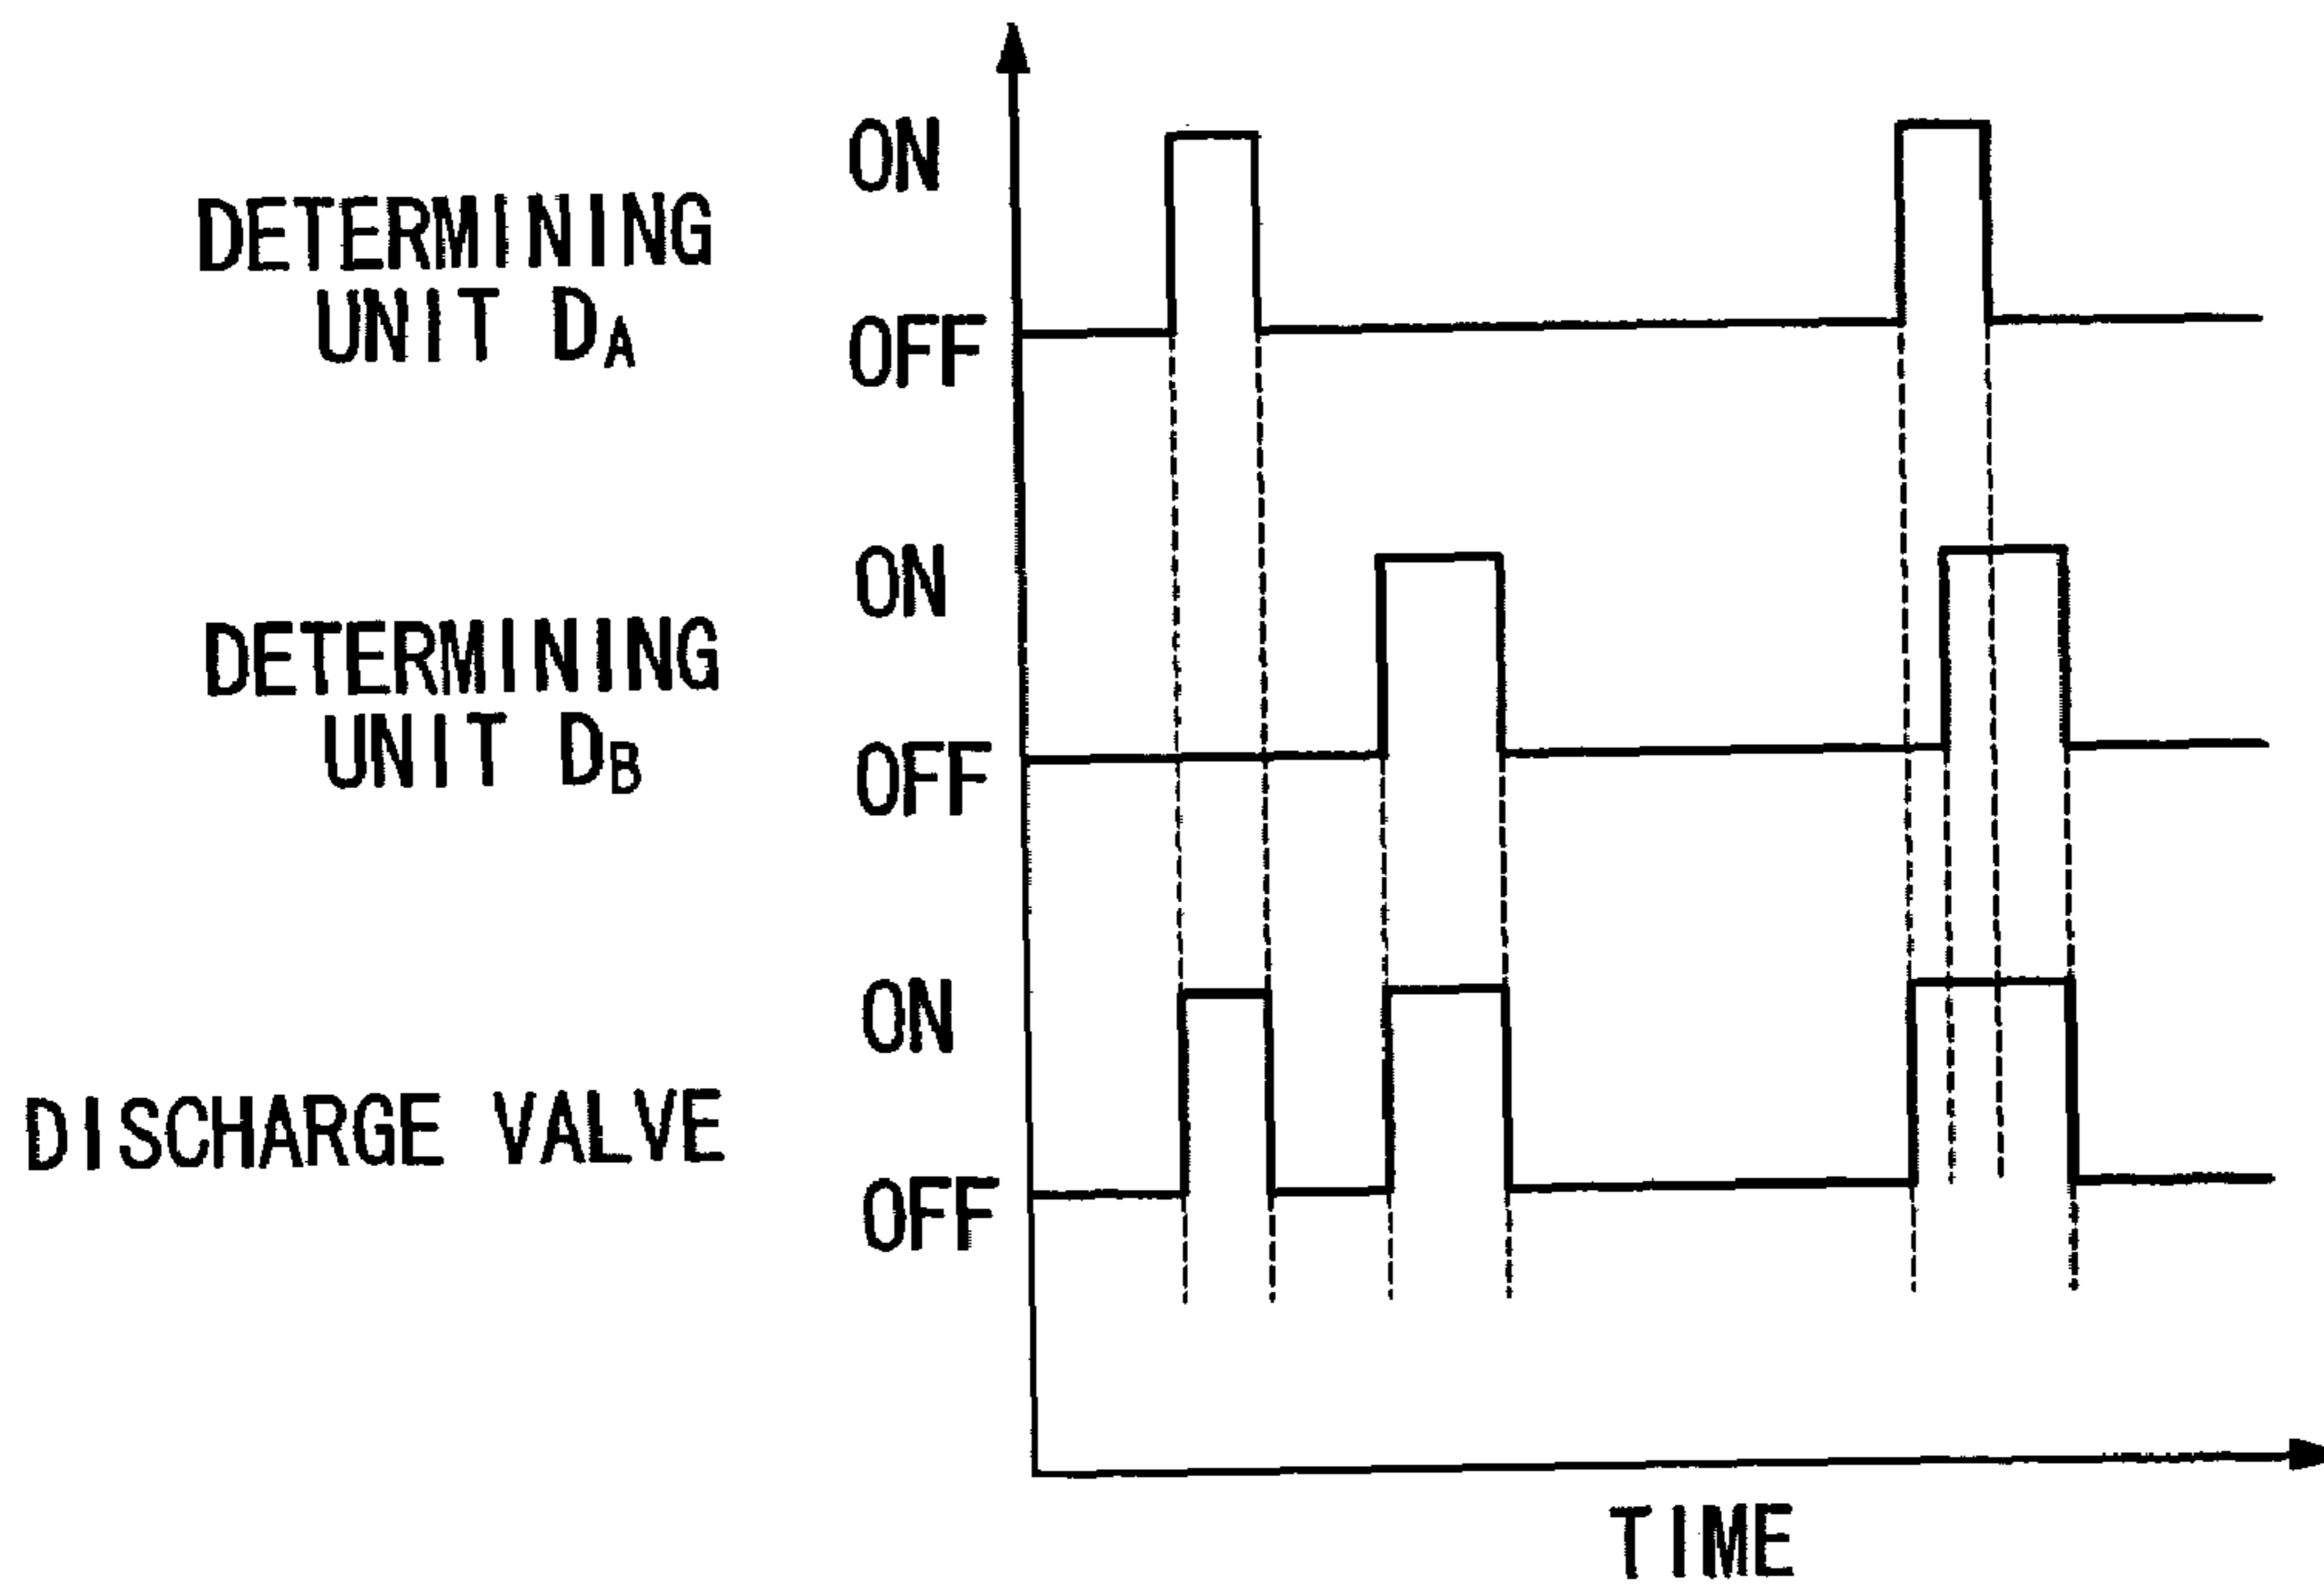 ON
DETERMINING
UNIT DA
OFF
ON
DETERMINING
UNIT DB
OFF
ON
DISCHARGE VALVE
OFF
TIME